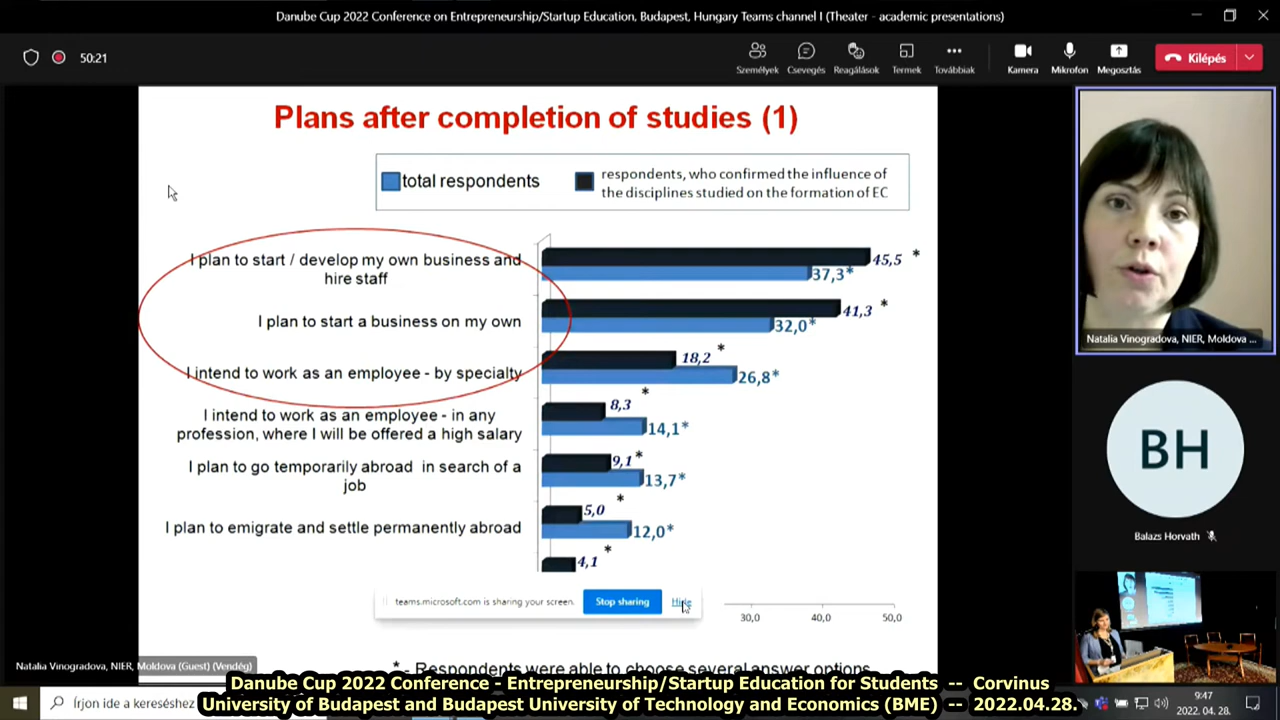 Danube Cup 2022 Conference on Entrepreneurship/Startup Education, Budapest, Hungary Teams channel I (Theater - academic presentations)
50:21
Személyek
Csevegés
Reagálások
Termek
Továbbiak
Kamera
Mikrofon
Megosztás
Kilépés
Plans after completion of studies (1)
total respondents
respondents, who confirmed the influence of
the disciplines studied on the formation of EC
I plan to start / develop my own business and
hire staff
45,5 *
37,3*
I plan to start a business on my own
41,3 *
32,0*
I intend to work as an employee - by specialty
18,2 *
26,8*
I intend to work as an employee - in any
profession, where I will be offered a high salary
8,3 *
14,1*
I plan to go temporarily abroad in search of a
job
9,1 *
13,7*
I plan to emigrate and settle permanently abroad
5,0 *
12,0*
4,1 *
30,0
40,0
50,0
teams.microsoft.com is sharing your screen.
Stop sharing
Hide
* - Respondents were able to choose several answer options
Natalia Vinogradova, NIER, Moldova ...
BH
Balazs Horvath
Natalia Vinogradova, NIER, Moldova (Guest) (Vendég)
Danube Cup 2022 Conference - Entrepreneurship/Startup Education for Students -- Corvinus
University of Budapest and Budapest University of Technology and Economics (BME) -- 2022.04.28.
Írjon ide a kereséshez
9:47
2022. 04. 28.